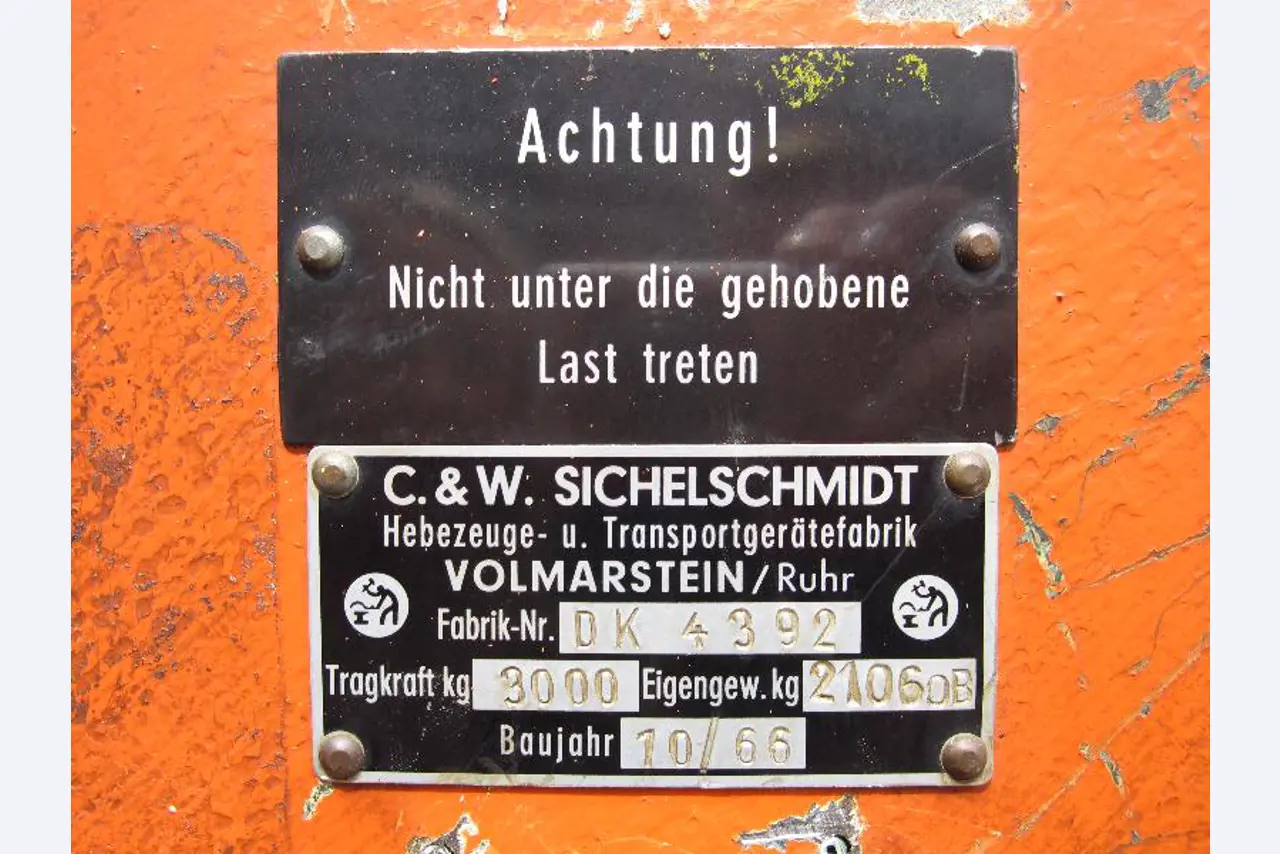 Achtung!
Nicht unter die gehobene
Last treten
C. & W. SICHELSCHMIDT
Hebezeuge- u. Transportgerätefabrik
VOLMARSTEIN/Ruhr
Fabrik-Nr. DK 4392
Tragkraft kg 3000 Eigengew. kg 2106 OB
Baujahr 10/66